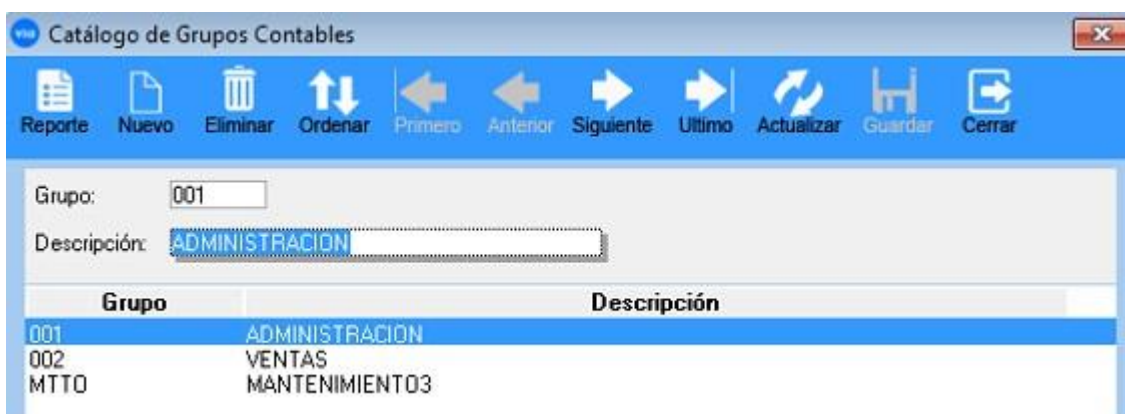 Catálogo de Grupos Contables
Reporte Nuevo Eliminar Ordenar Primero Anterior Siguiente Ultimo Actualizar Guardar Cerrar
Grupo: 001
Descripción: ADMINISTRACION
Grupo Descripción
001 ADMINISTRACION
002 VENTAS
MTTO MANTENIMIENTO3